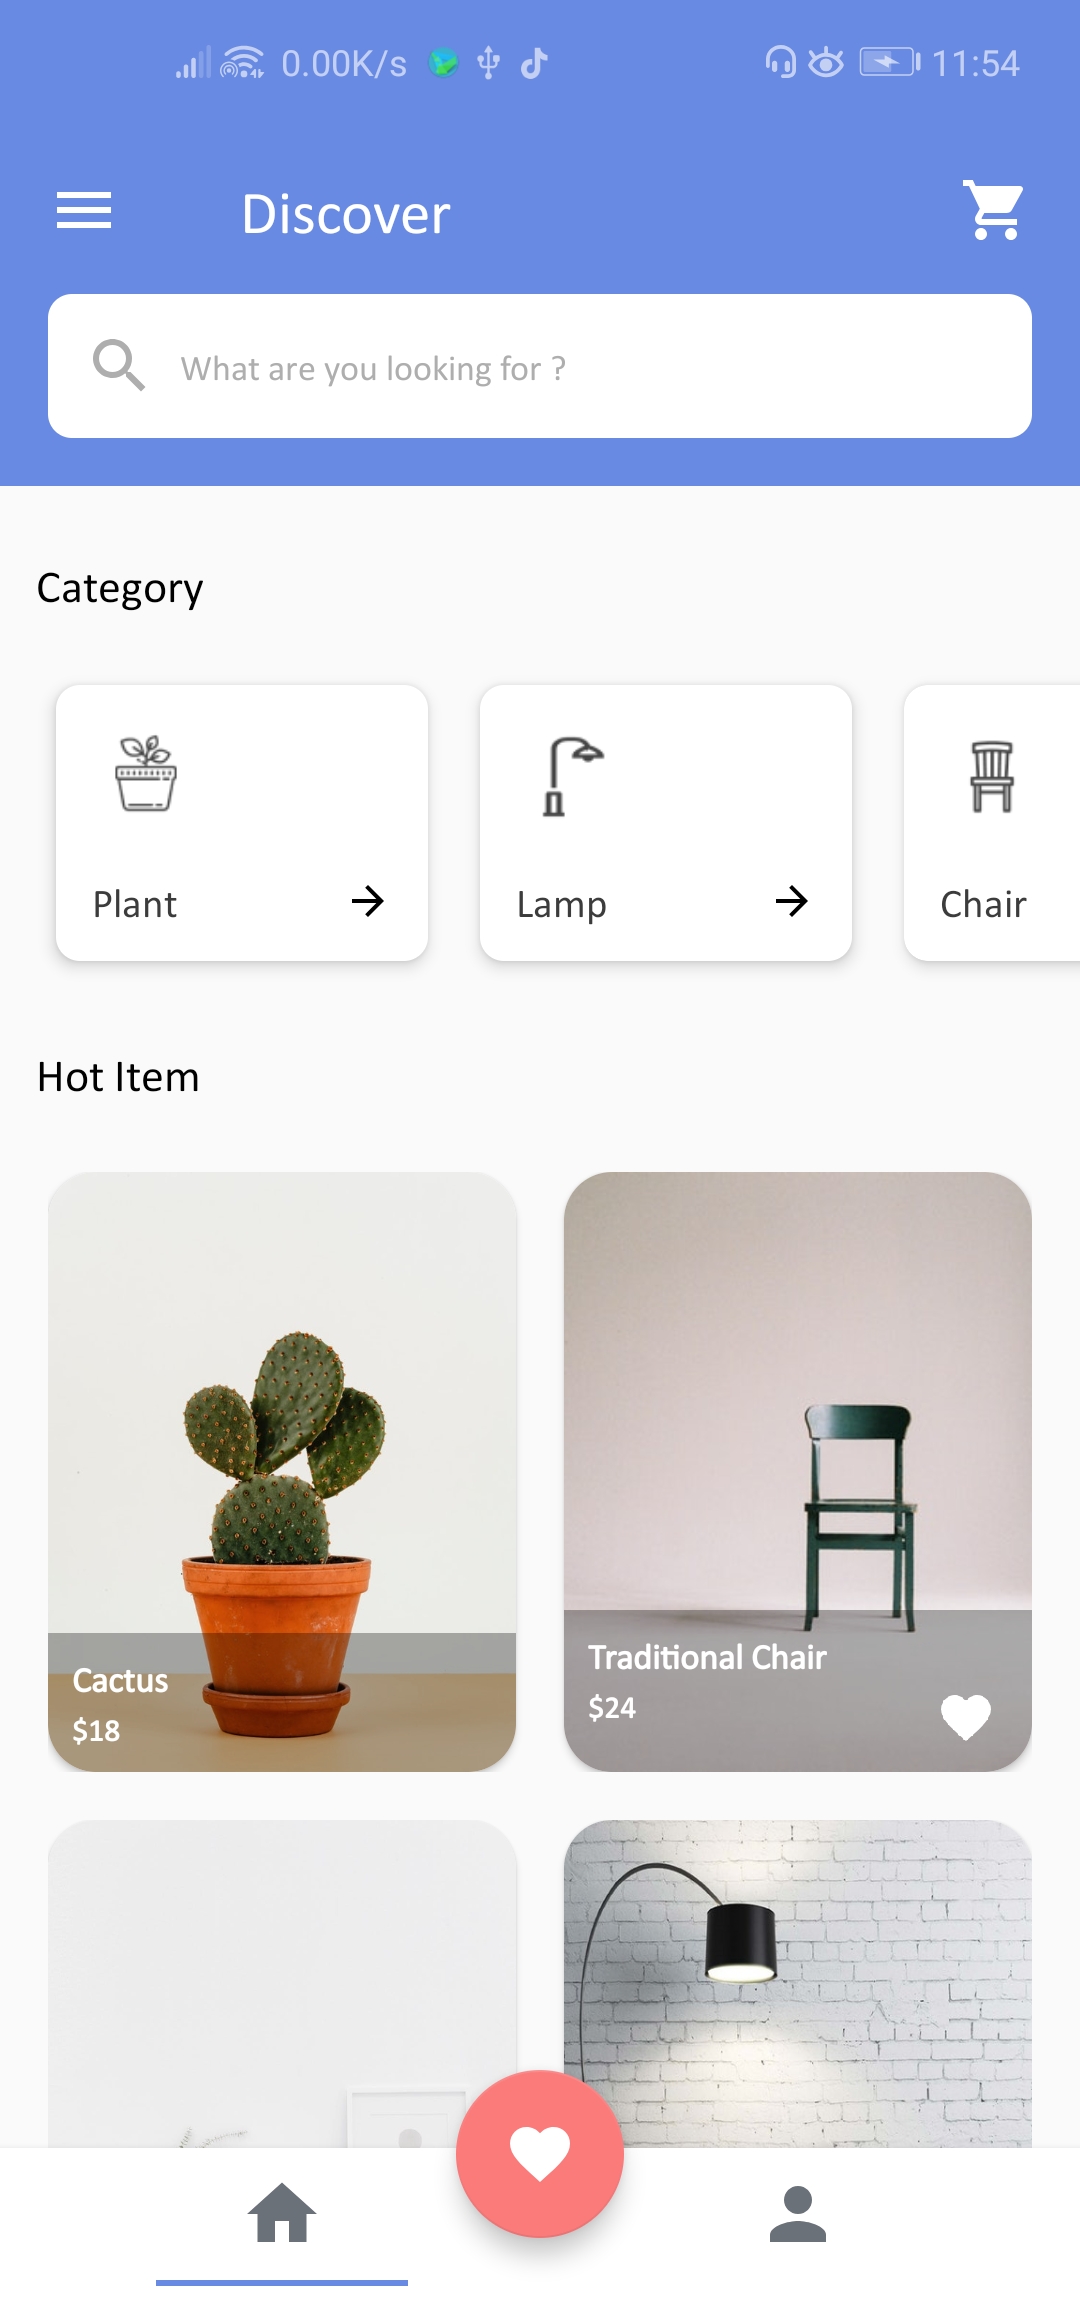 0.00K/s
11:54
Discover
What are you looking for ?
Category
Plant
Lamp
Chair
Hot Item
Cactus
$18
Traditional Chair
$24